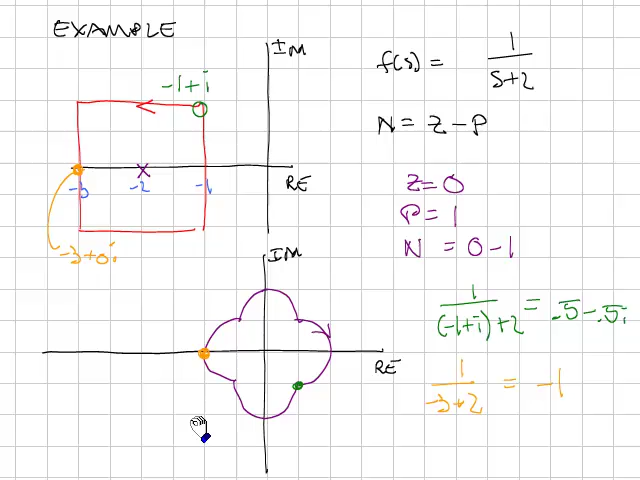 EXAMPLE
IM
-1+i
-3
-2
-1
RE
-3+0i
IM
RE
f(s) = 1/(s+2)
N = Z - P
Z = 0
P = 1
N = 0 - 1
1/((-1+i)+2) = .5 - .5i
1/(-3+2) = -1